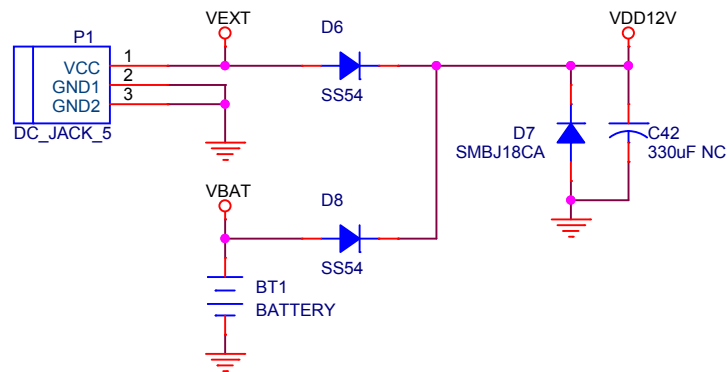 VEXT
VDD12V
P1
D6
VCC 1
GND1 2
GND2 3
DC_JACK_5
SS54
D7
SMBJ18CA
C42
330uF NC
VBAT
D8
SS54
BT1
BATTERY